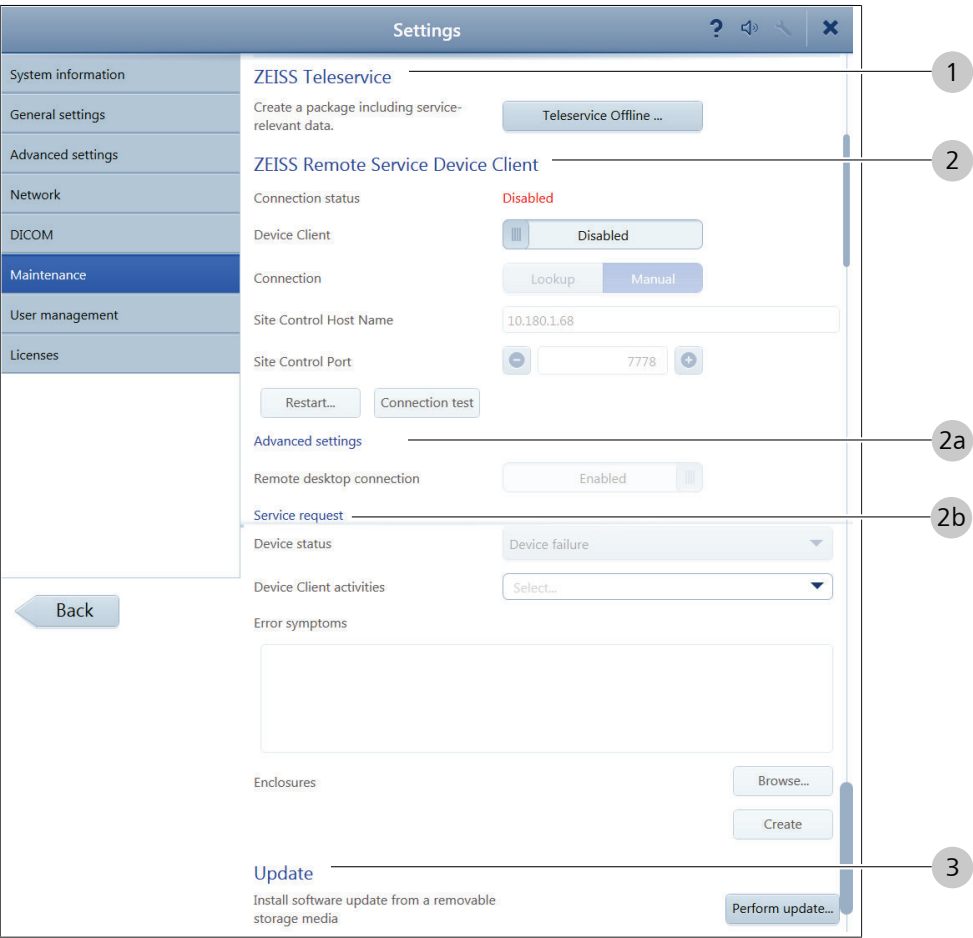 Settings
?
System information
General settings
Advanced settings
Network
DICOM
Maintenance
User management
Licenses
Back
ZEISS Teleservice
1
Create a package including service-
relevant data.
Teleservice Offline ...
ZEISS Remote Service Device Client
2
Connection status
Disabled
Device Client
Disabled
Connection
Lookup
Manual
Site Control Host Name
10.180.1.68
Site Control Port
7778
Restart...
Connection test
Advanced settings
2a
Remote desktop connection
Enabled
Service request
2b
Device status
Device failure
Device Client activities
Select...
Error symptoms
Enclosures
Browse...
Create
Update
3
Install software update from a removable
storage media
Perform update...